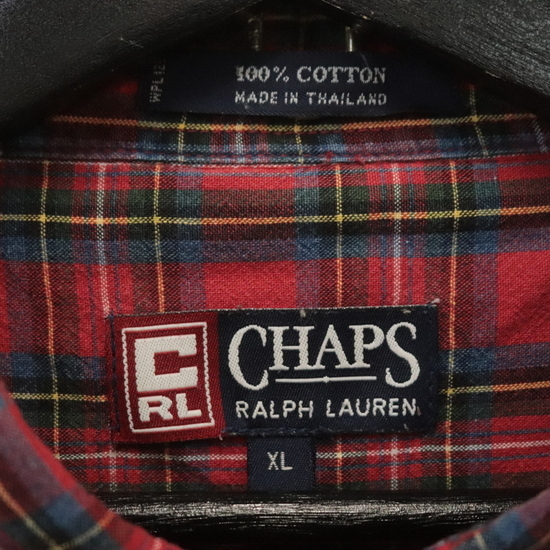 100% COTTON
MADE IN THAILAND
C
RL
CHAPS
RALPH LAUREN
XL